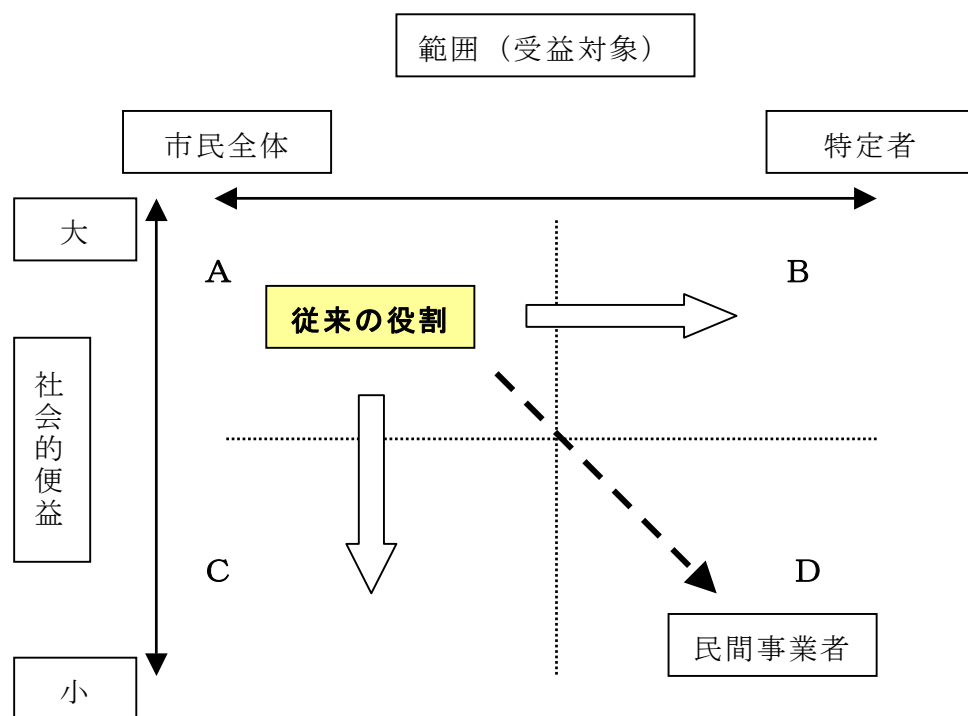 範囲（受益対象）
市民全体
特定者
大
A
B
従来の役割
社会的便益
C
D
民間事業者
小